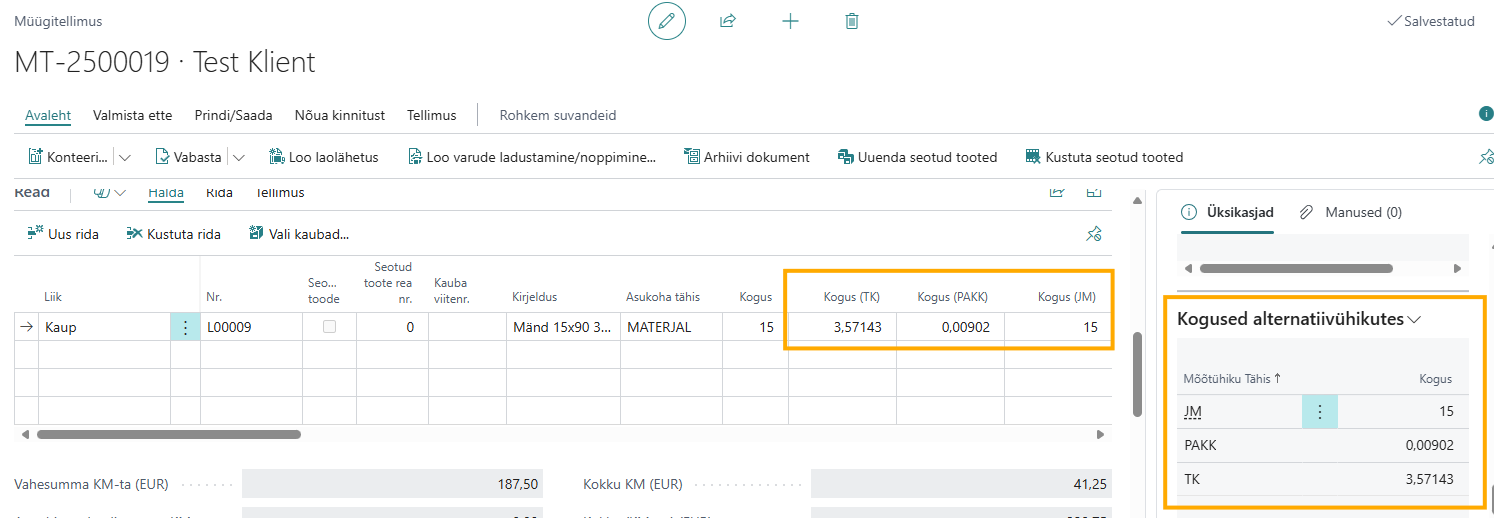 Müügitellimus
Salvestatud
MT-2500019 · Test Klient
Avaleht Valmista ette Prindi/Saada Nõua kinnitust Tellimus Rohkem suvandeid
Konteeri... Vabasta Loo laolähetus Loo varude ladustamine/noppimine... Arhiivi dokument Uuenda seotud tooted Kustuta seotud tooted
Read Halda Rida Tellimus
Uus rida Kustuta rida Vali kaubad...
Liik Nr. Seo... toode Seotud toote rea nr. Kauba viitenr. Kirjeldus Asukoha tähis Kogus Kogus (TK) Kogus (PAKK) Kogus (JM)
Kaup L00009 0 Mänd 15x90 3... MATERJAL 15 3,57143 0,00902 15
Vahesumma KM-ta (EUR) 187,50 Kokku KM (EUR) 41,25
Üksikasjad Manused (0)
Kogused alternatiivühikutes
Mõõtühiku Tähis ↑ Kogus
JM 15
PAKK 0,00902
TK 3,57143